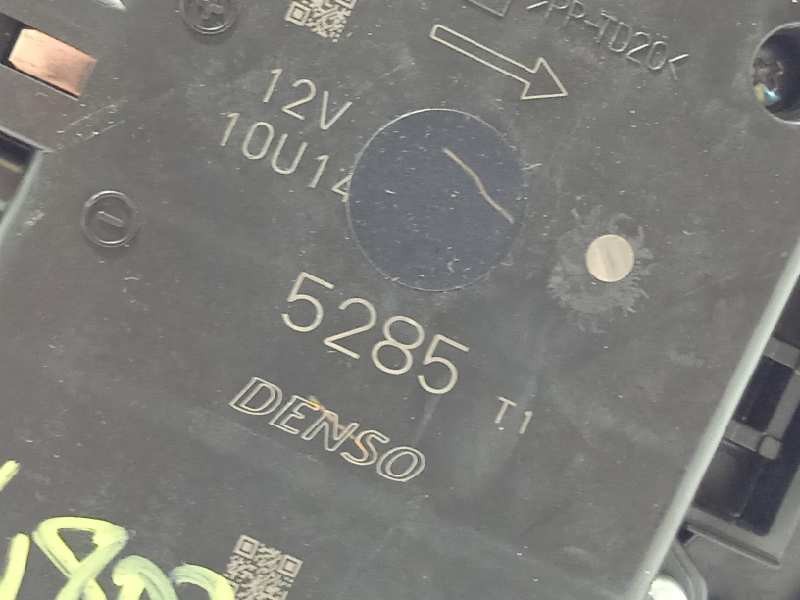 >PP-TD20<
12V
10U14
5285
T1
DENSO